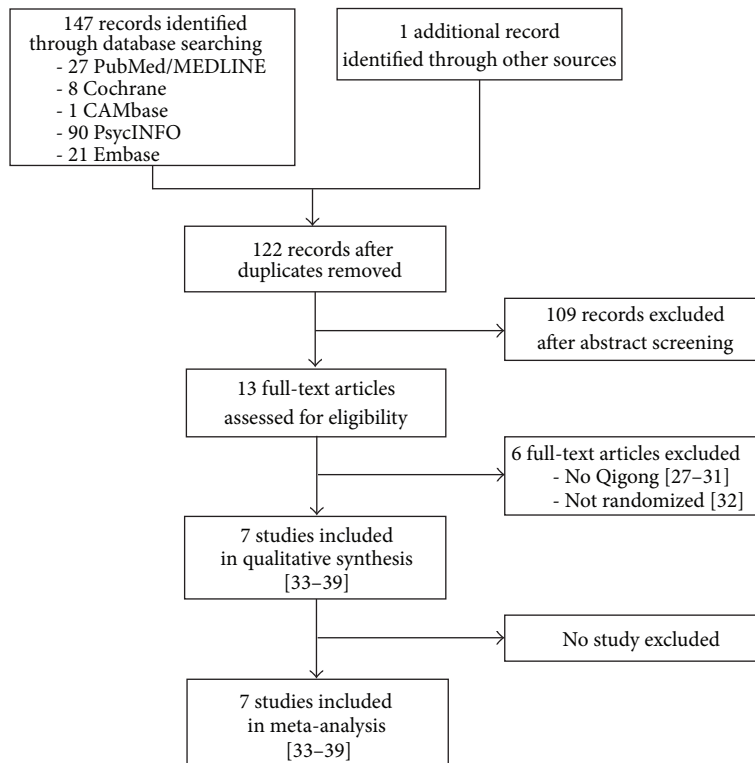 147 records identified
through database searching
- 27 PubMed/MEDLINE
- 8 Cochrane
- 1 CAMbase
- 90 PsycINFO
- 21 Embase
1 additional record
identified through other sources
122 records after
duplicates removed
109 records excluded
after abstract screening
13 full-text articles
assessed for eligibility
6 full-text articles excluded
- No Qigong [27–31]
- Not randomized [32]
7 studies included
in qualitative synthesis
[33–39]
No study excluded
7 studies included
in meta-analysis
[33–39]